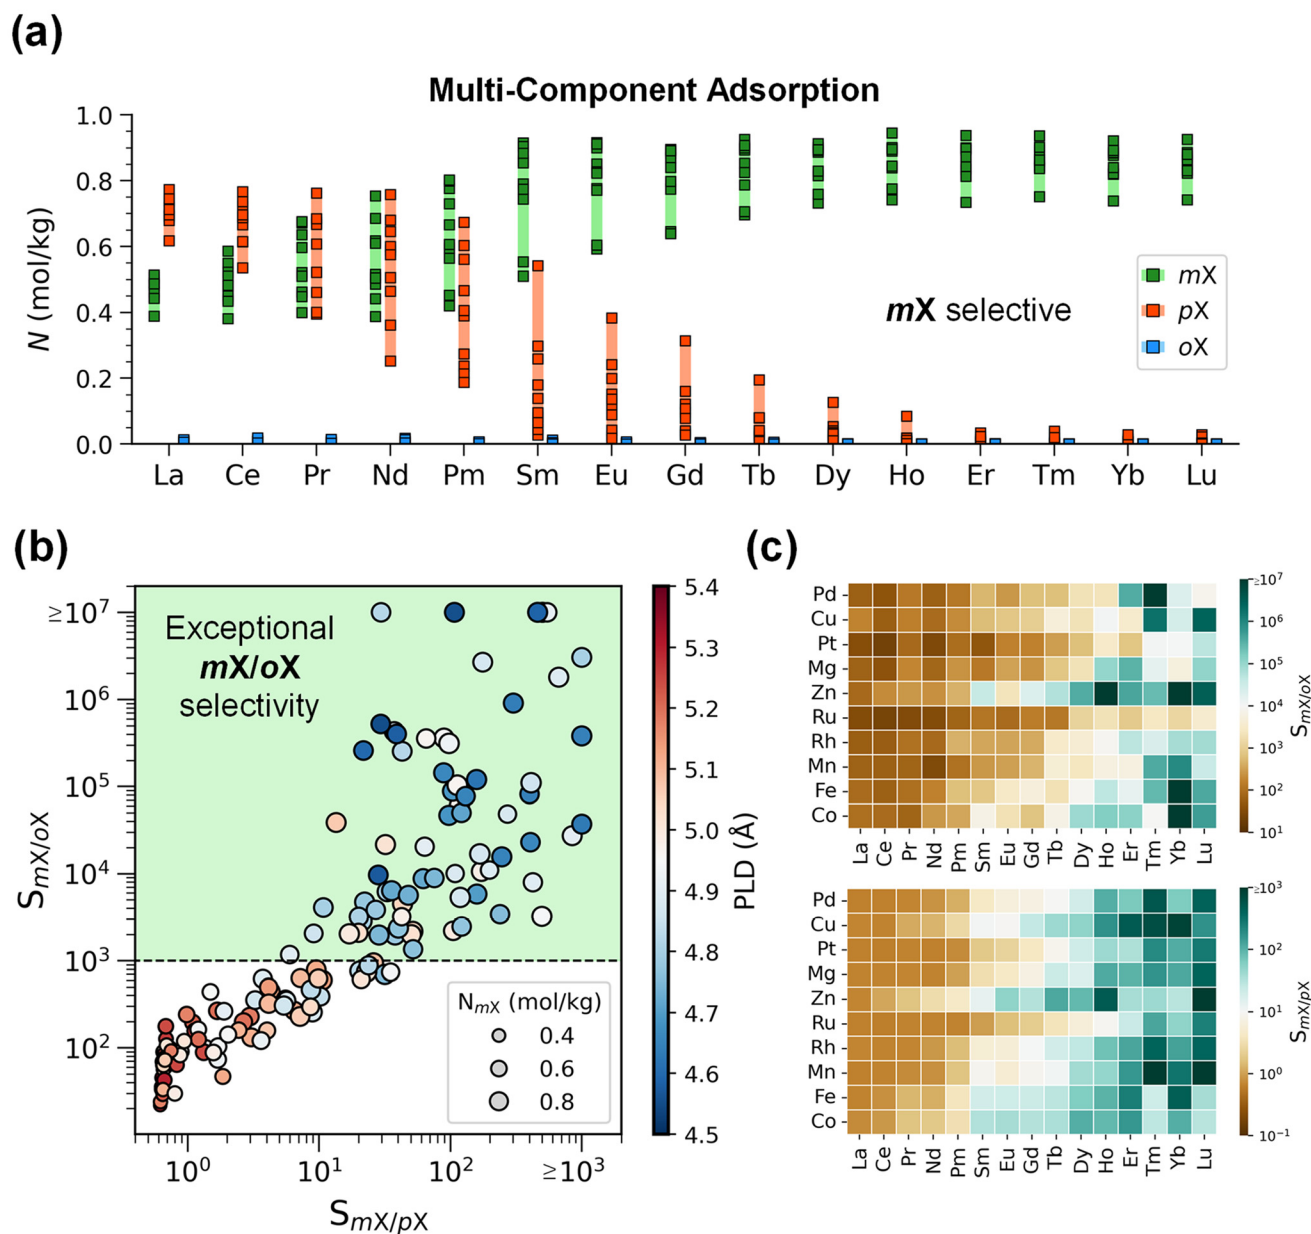 (a)
Multi-Component Adsorption
N (mol/kg)
1.0
0.8
0.6
0.4
0.2
0.0
mX selective
mX
pX
oX
La Ce Pr Nd Pm Sm Eu Gd Tb Dy Ho Er Tm Yb Lu
(b)
Exceptional
mX/oX
selectivity
S_mX/oX
≥10⁷
10⁶
10⁵
10⁴
10³
10²
N_mX (mol/kg)
0.4
0.6
0.8
10⁰ 10¹ 10² ≥10³
S_mX/pX
5.4
5.3
5.2
5.1
5.0
4.9
4.8
4.7
4.6
4.5
PLD (Å)
(c)
Pd
Cu
Pt
Mg
Zn
Ru
Rh
Mn
Fe
Co
La Ce Pr Nd Pm Sm Eu Gd Tb Dy Ho Er Tm Yb Lu
≥10⁷
10⁶
10⁵
10⁴
10³
10²
10¹
S_mX/oX
Pd
Cu
Pt
Mg
Zn
Ru
Rh
Mn
Fe
Co
La Ce Pr Nd Pm Sm Eu Gd Tb Dy Ho Er Tm Yb Lu
≥10³
10²
10¹
10⁰
10⁻¹
S_mX/pX